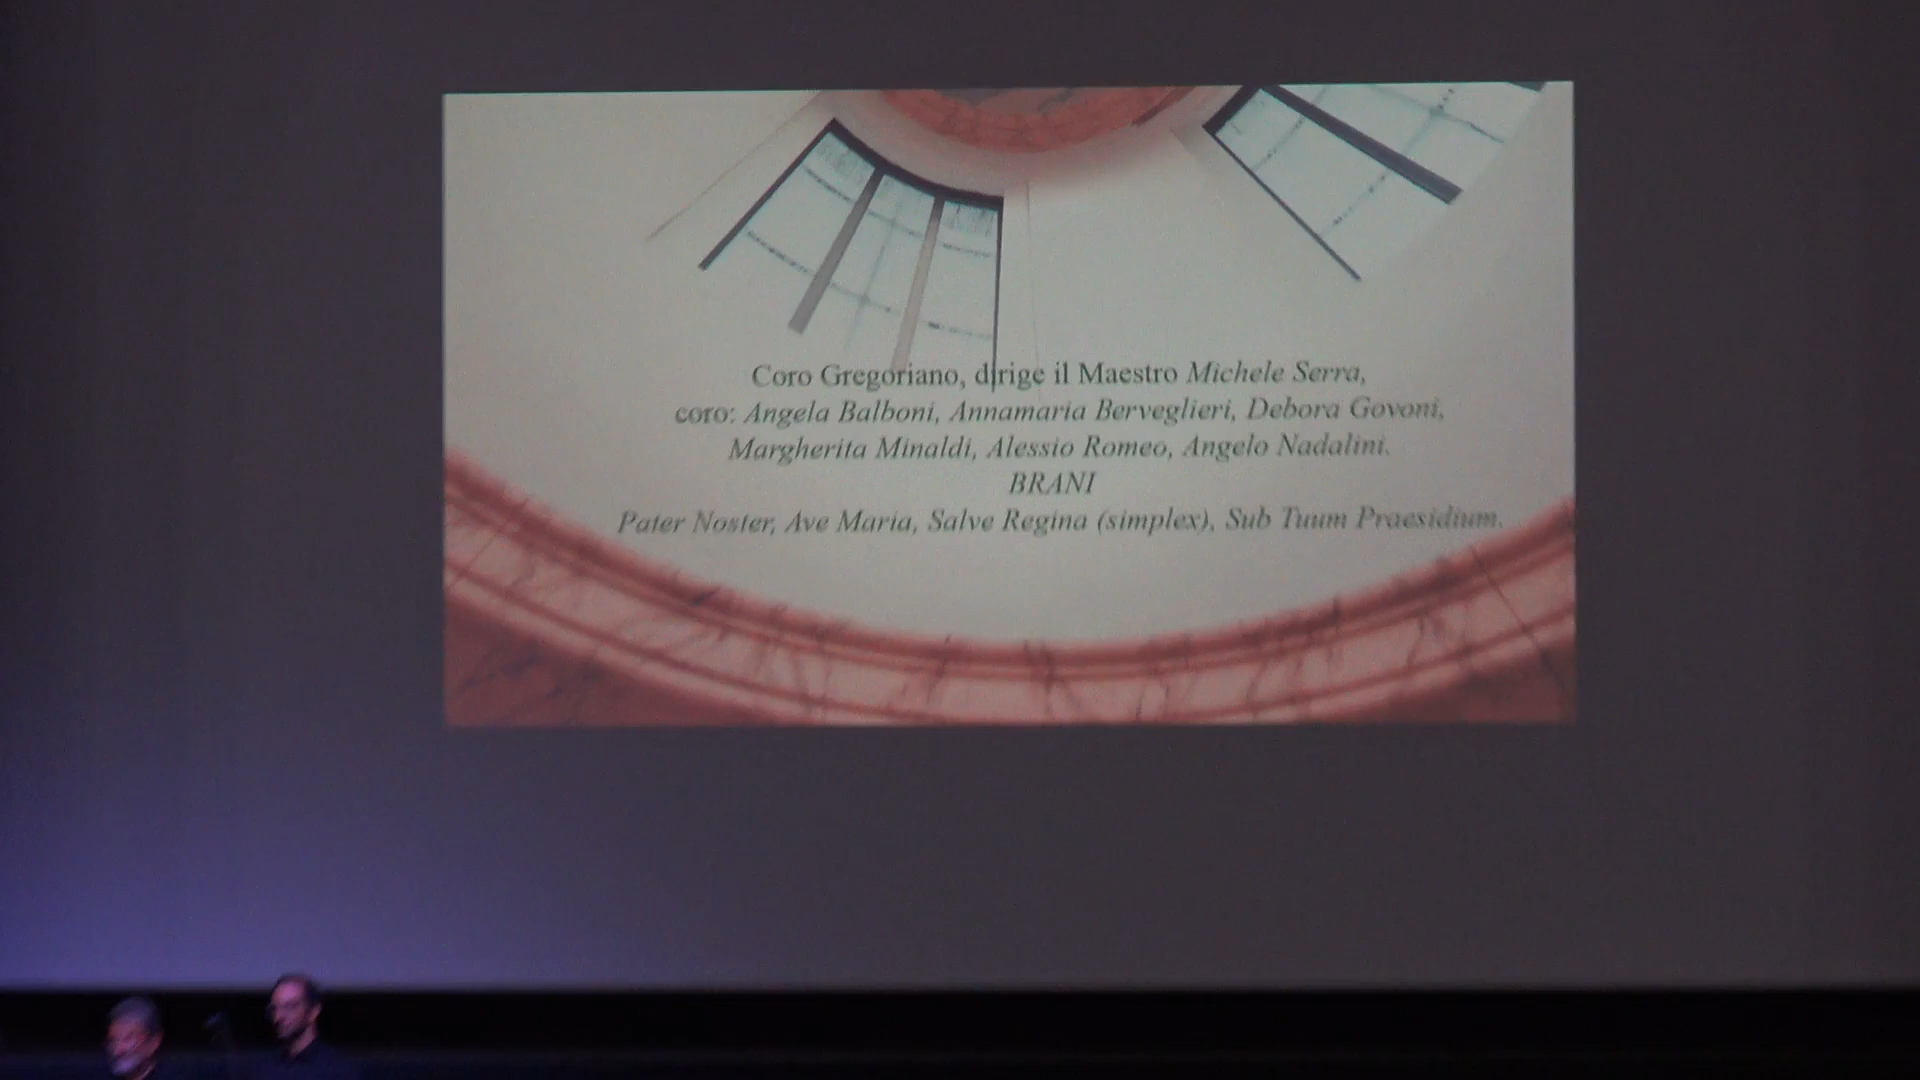 Coro Gregoriano, dirige il Maestro Michele Serra,
coro: Angela Balboni, Annamaria Berveglieri, Debora Govoni,
Margherita Minaldi, Alessio Romeo, Angelo Nadalini.
BRANI
Pater Noster, Ave Maria, Salve Regina (simplex), Sub Tuum Praesidium.